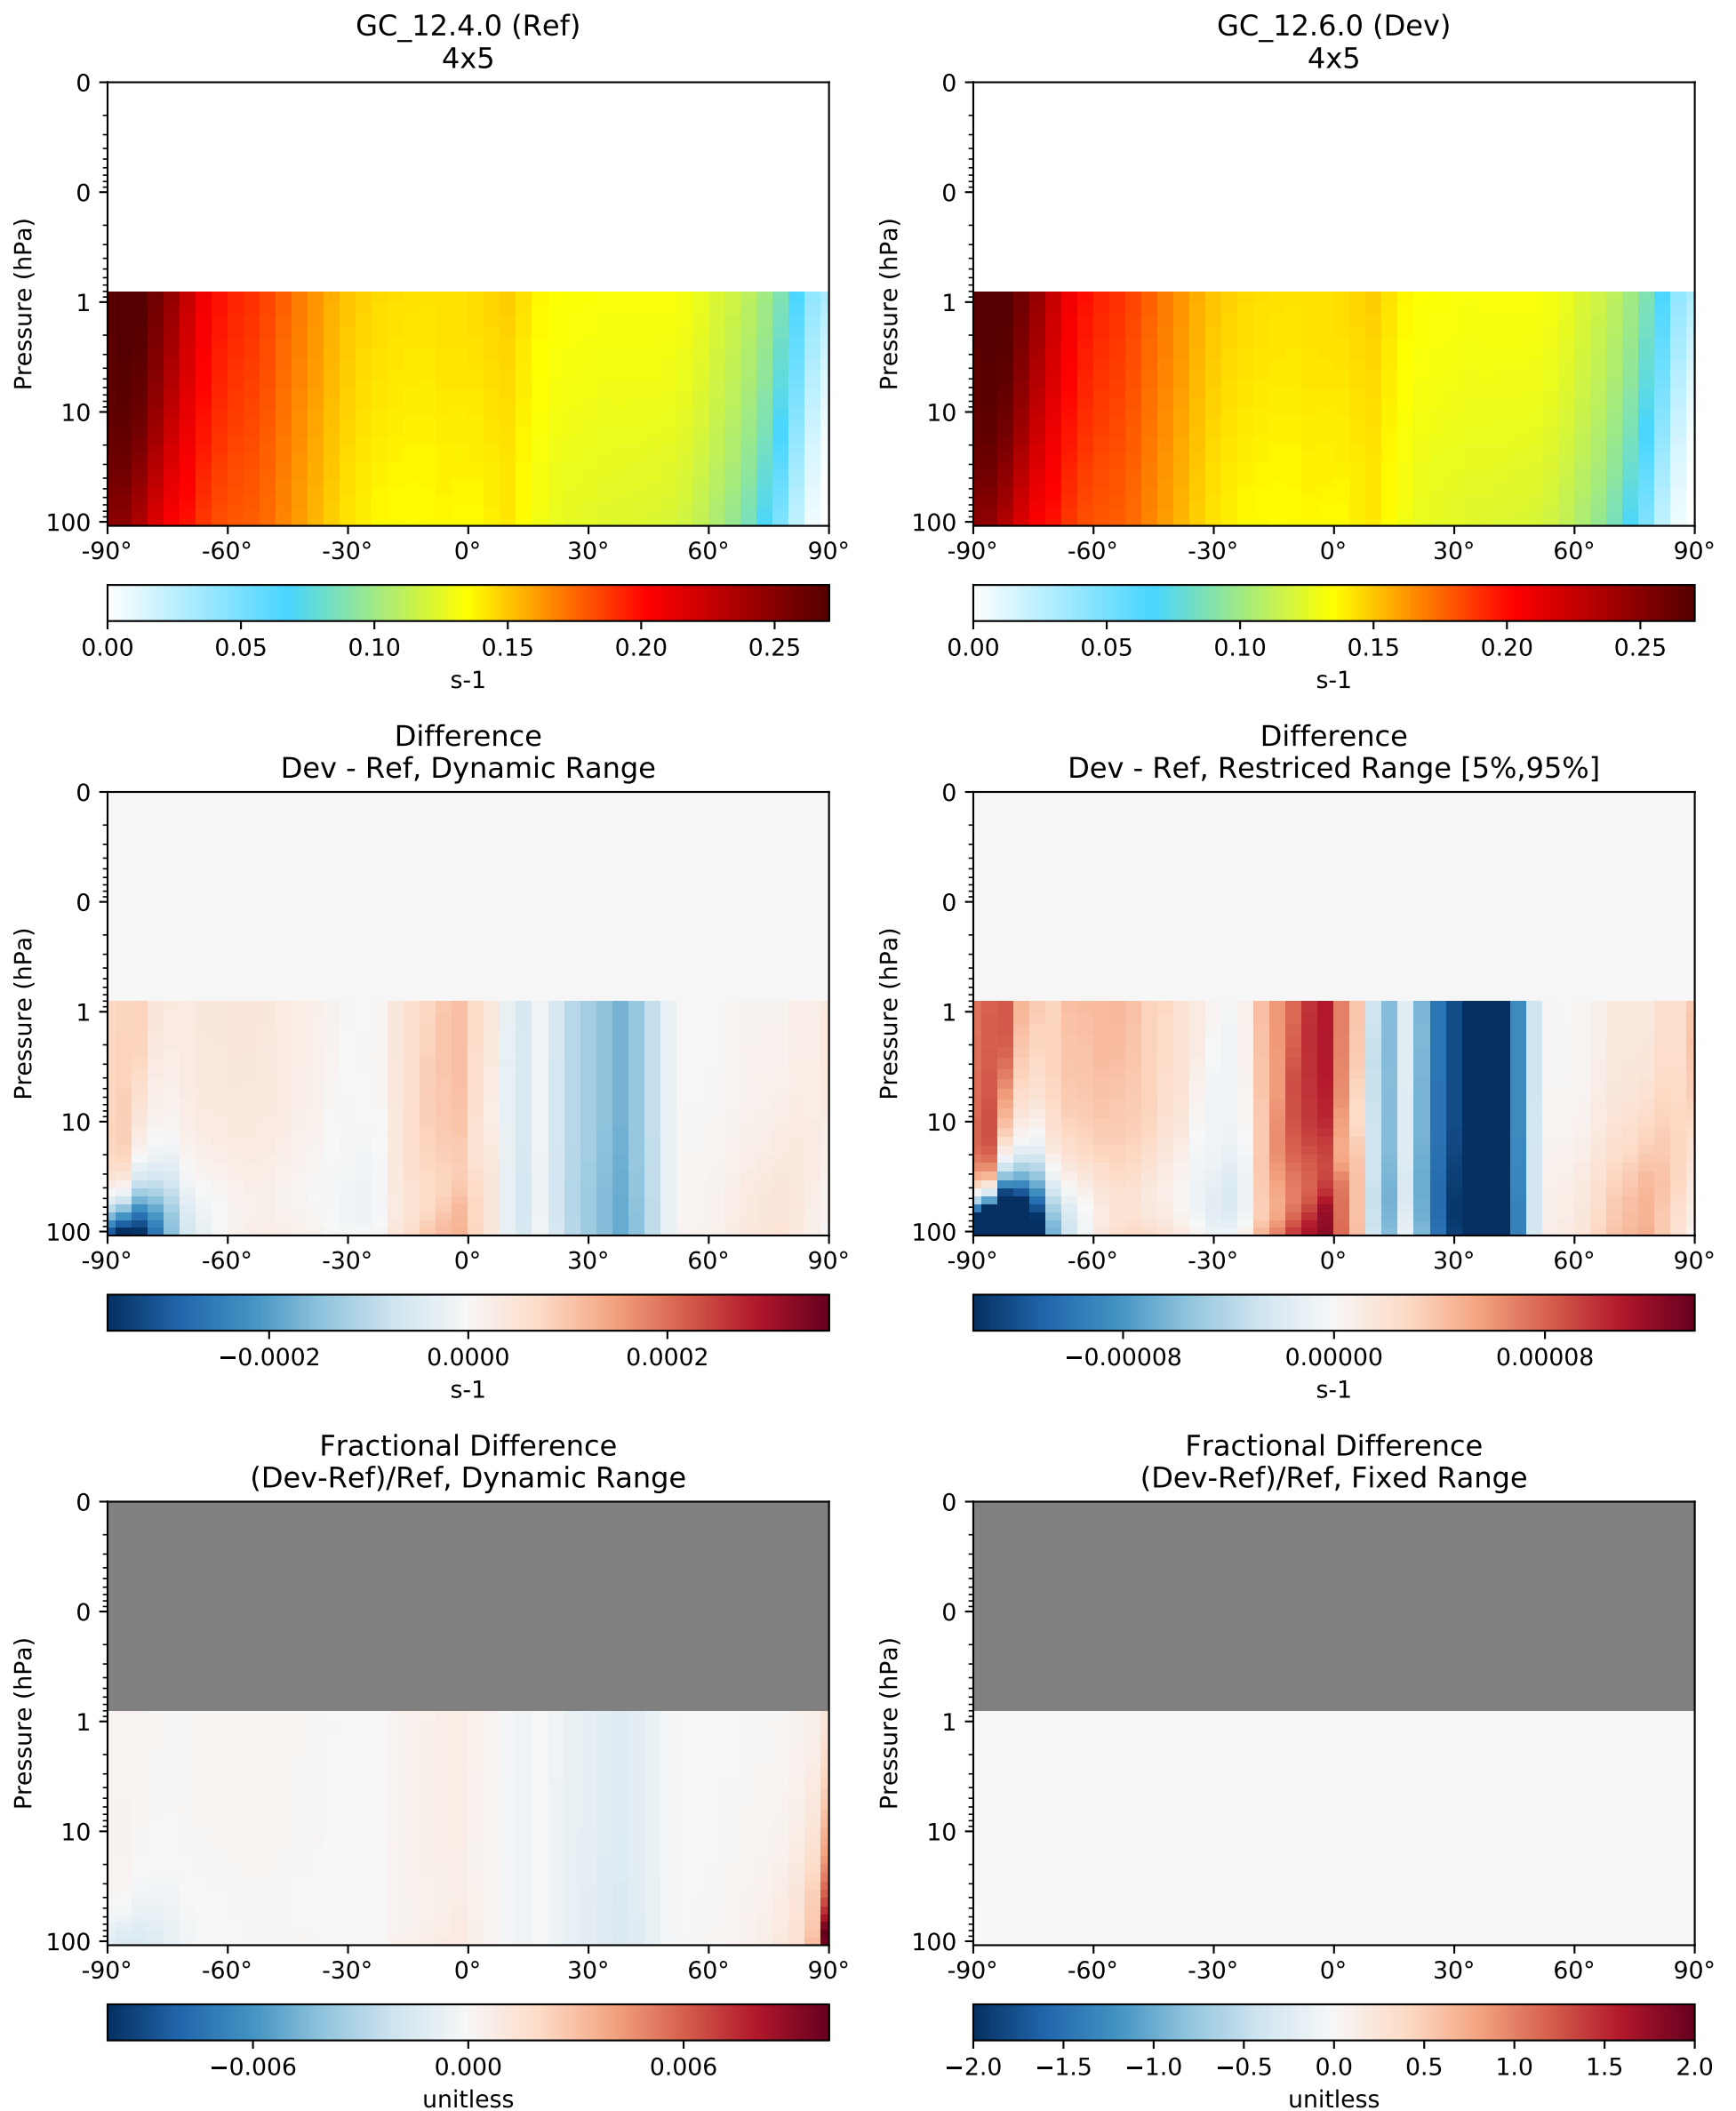 GC_12.4.0 (Ref)
4x5
Pressure (hPa)
0
0
1
10
100
-90° -60° -30° 0° 30° 60° 90°
0.00 0.05 0.10 0.15 0.20 0.25
s-1
GC_12.6.0 (Dev)
4x5
Pressure (hPa)
0
0
1
10
100
-90° -60° -30° 0° 30° 60° 90°
0.00 0.05 0.10 0.15 0.20 0.25
s-1
Difference
Dev - Ref, Dynamic Range
Pressure (hPa)
0
0
1
10
100
-90° -60° -30° 0° 30° 60° 90°
−0.0002 0.0000 0.0002
s-1
Difference
Dev - Ref, Restriced Range [5%,95%]
Pressure (hPa)
0
0
1
10
100
-90° -60° -30° 0° 30° 60° 90°
−0.00008 0.00000 0.00008
s-1
Fractional Difference
(Dev-Ref)/Ref, Dynamic Range
Pressure (hPa)
0
0
1
10
100
-90° -60° -30° 0° 30° 60° 90°
−0.006 0.000 0.006
unitless
Fractional Difference
(Dev-Ref)/Ref, Fixed Range
Pressure (hPa)
0
0
1
10
100
-90° -60° -30° 0° 30° 60° 90°
−2.0 −1.5 −1.0 −0.5 0.0 0.5 1.0 1.5 2.0
unitless